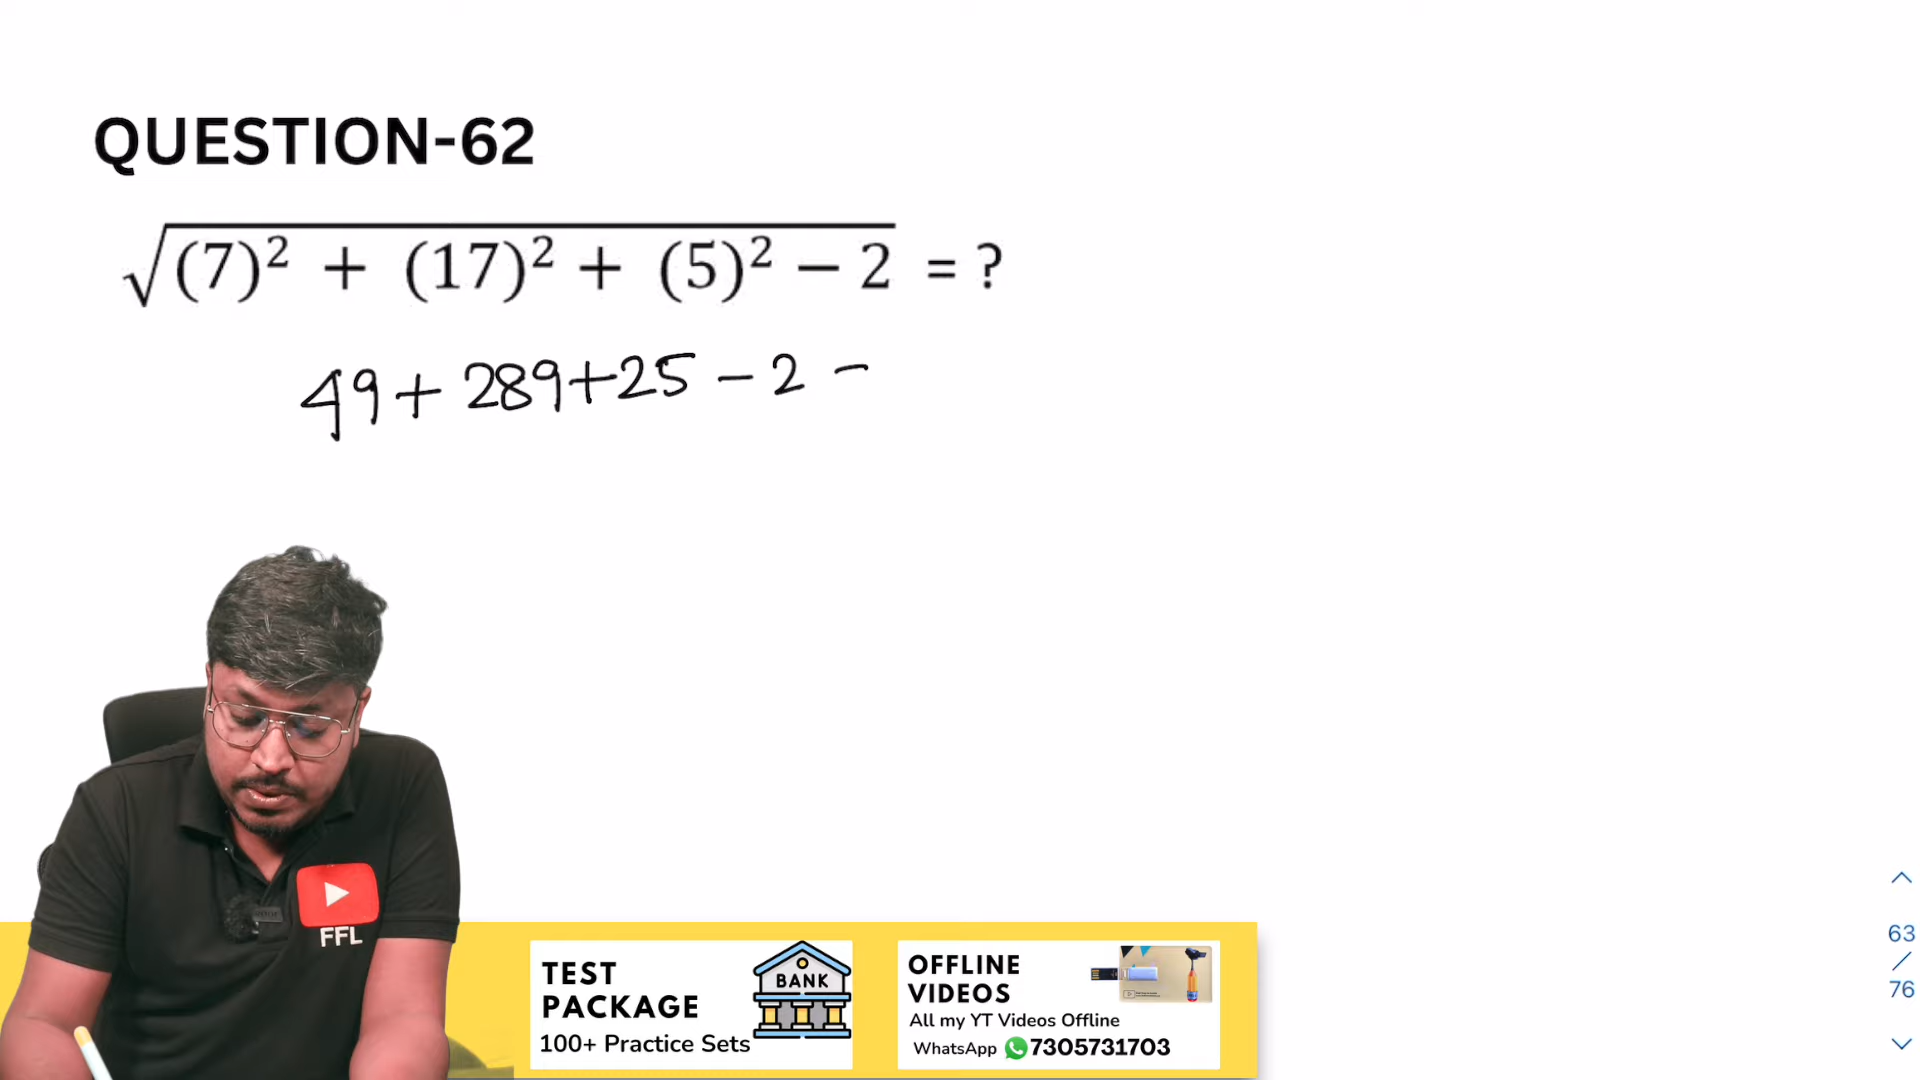 QUESTION-62
√(7)² + (17)² + (5)² − 2 = ?
49 + 289 + 25 − 2 −
FFL
TEST
PACKAGE
100+ Practice Sets
BANK
OFFLINE
VIDEOS
All my YT Videos Offline
WhatsApp 7305731703
63
/
76